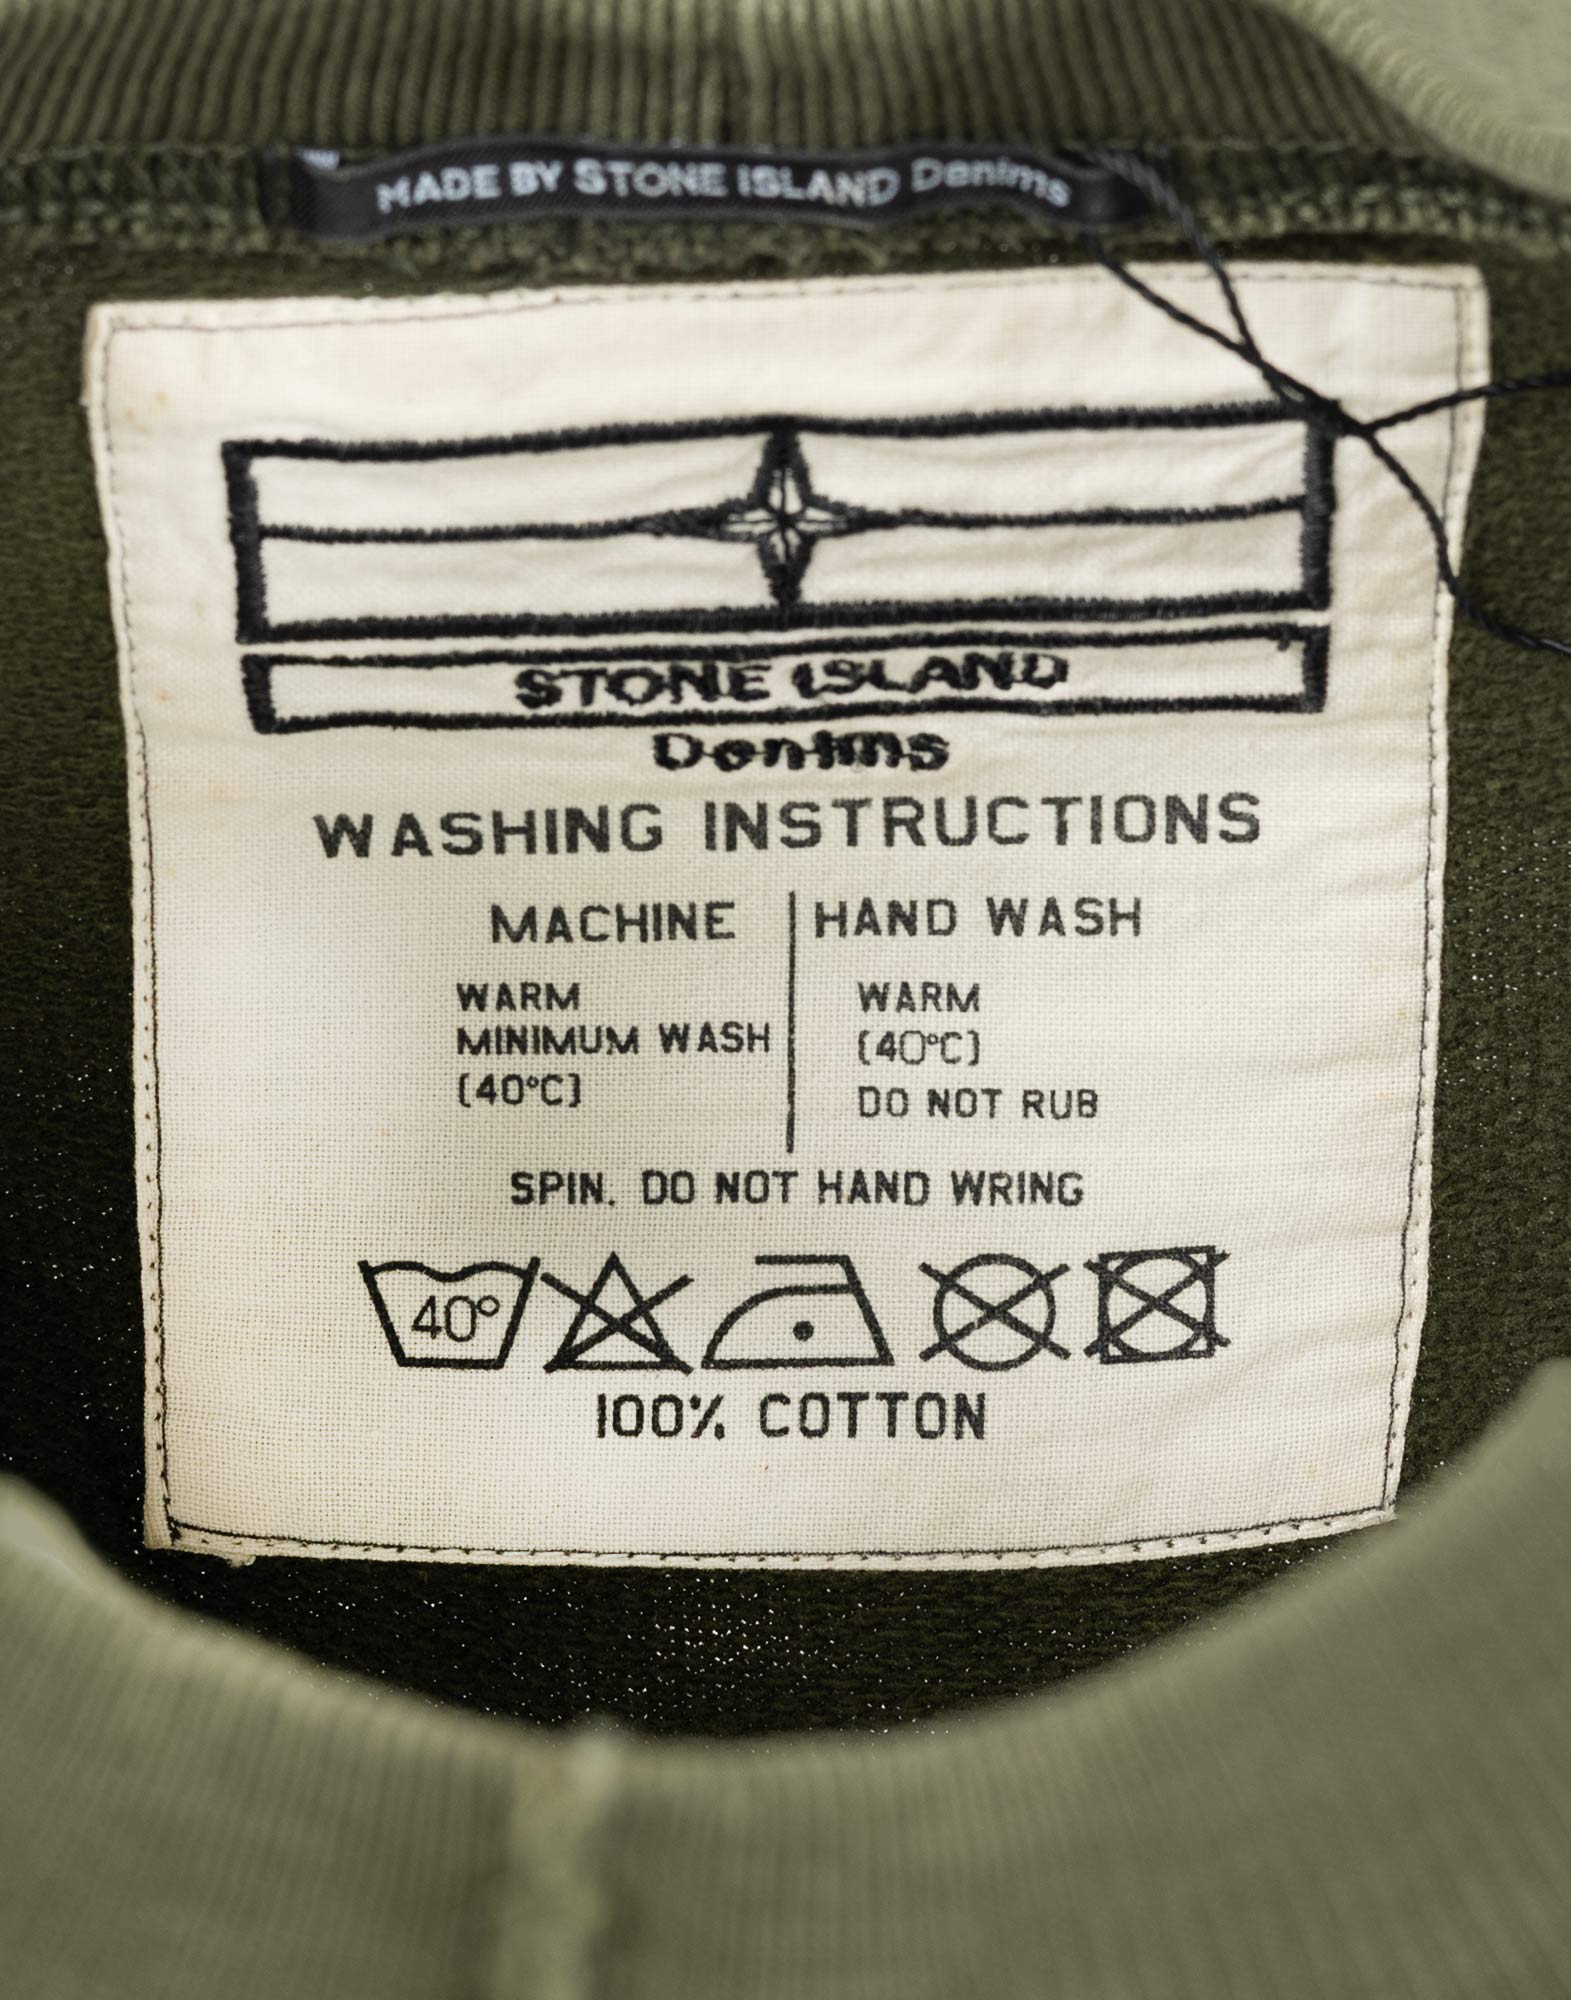 MADE BY STONE ISLAND Denims
STONE ISLAND
Denims
WASHING INSTRUCTIONS
MACHINE
WARM
MINIMUM WASH
(40°C)
HAND WASH
WARM
(40°C)
DO NOT RUB
SPIN. DO NOT HAND WRING
40°
100% COTTON